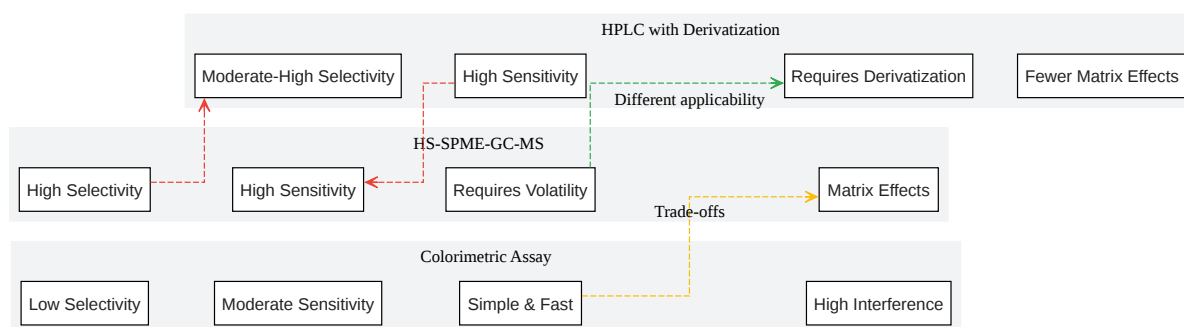 HPLC with Derivatization
Moderate-High Selectivity
High Sensitivity
Requires Derivatization
Fewer Matrix Effects
Different applicability
HS-SPME-GC-MS
High Selectivity
High Sensitivity
Requires Volatility
Matrix Effects
Trade-offs
Colorimetric Assay
Low Selectivity
Moderate Sensitivity
Simple & Fast
High Interference